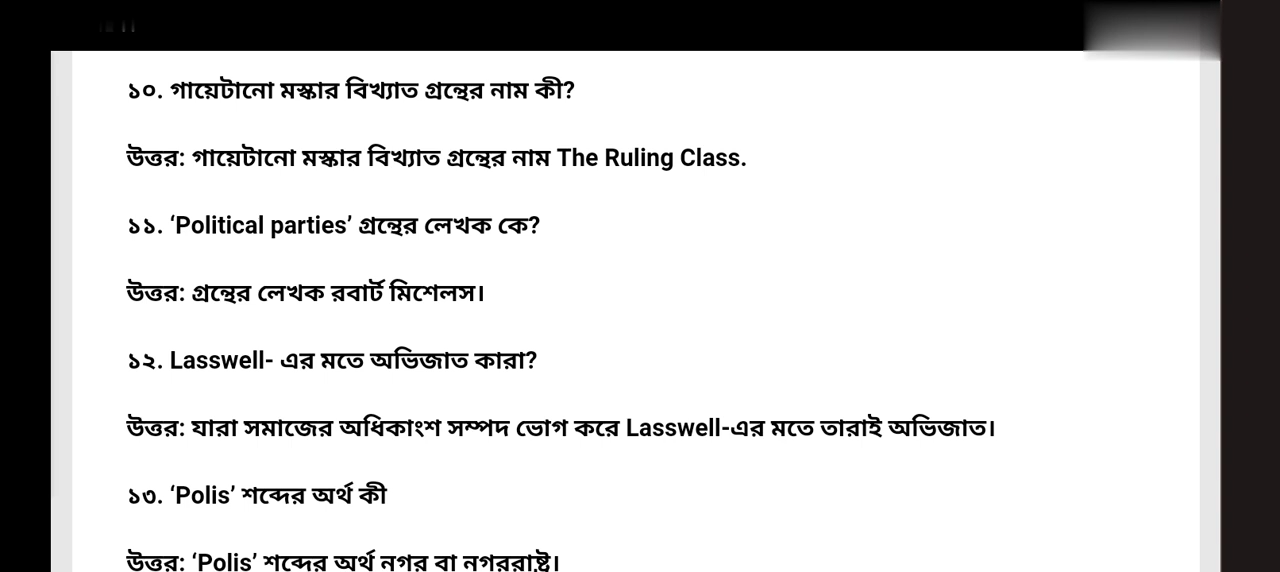 ১০. গায়েটানো মস্কার বিখ্যাত গ্রন্থের নাম কী?
উত্তর: গায়েটানো মস্কার বিখ্যাত গ্রন্থের নাম The Ruling Class.
১১. ‘Political parties’ গ্রন্থের লেখক কে?
উত্তর: গ্রন্থের লেখক রবার্ট মিশেলস।
১২. Lasswell- এর মতে অভিজাত কারা?
উত্তর: যারা সমাজের অধিকাংশ সম্পদ ভোগ করে Lasswell-এর মতে তারাই অভিজাত।
১৩. ‘Polis’ শব্দের অর্থ কী
উত্তর: ‘Polis’ শব্দের অর্থ নগর বা নগররাষ্ট্র।